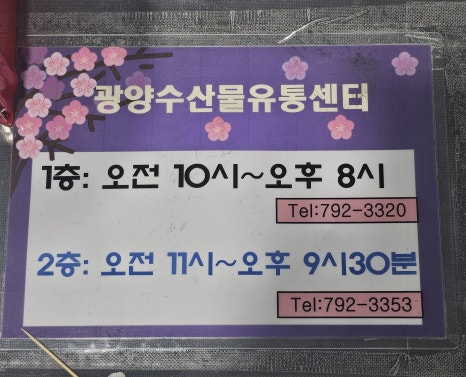 광양수산물유통센터
1층: 오전 10시~오후 8시
Tel:792-3320
2층: 오전 11시~오후 9시30분
Tel:792-3353